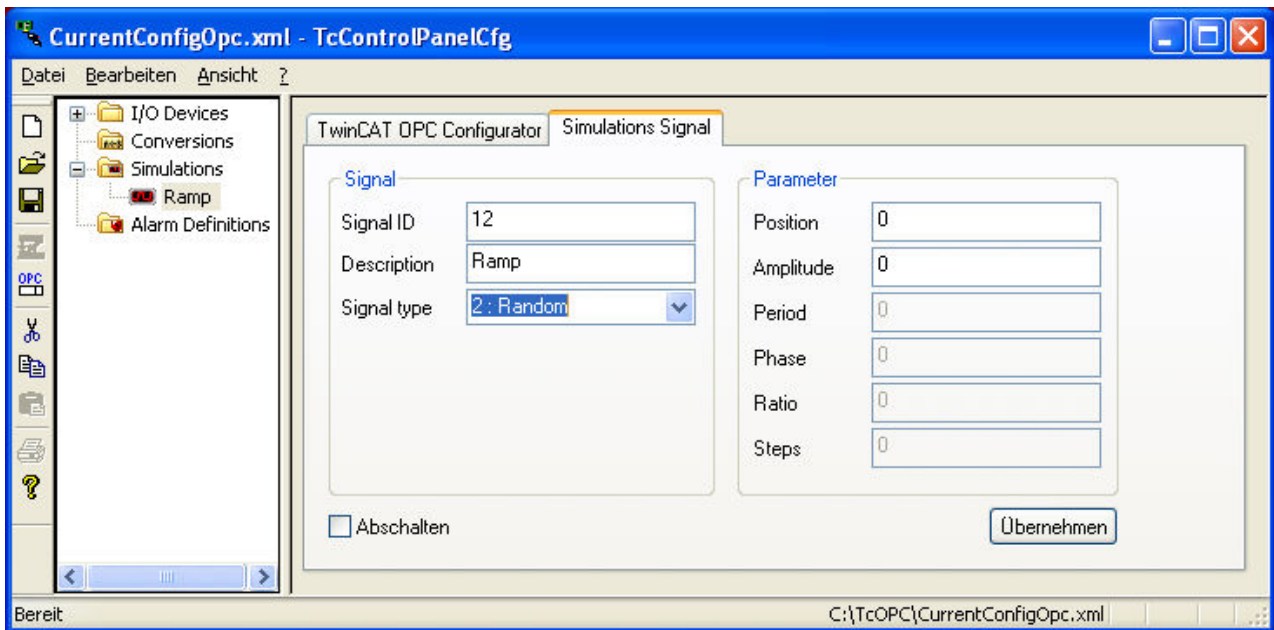 CurrentConfigOpc.xml - TcControlPanelCfg
Datei Bearbeiten Ansicht ?
I/O Devices
Conversions
Simulations
Ramp
Alarm Definitions
OPC
TwinCAT OPC Configurator Simulations Signal
Signal
Signal ID 12
Description Ramp
Signal type 2 : Random
Parameter
Position 0
Amplitude 0
Period 0
Phase 0
Ratio 0
Steps 0
Abschalten
Übernehmen
Bereit C:\TcOPC\CurrentConfigOpc.xml